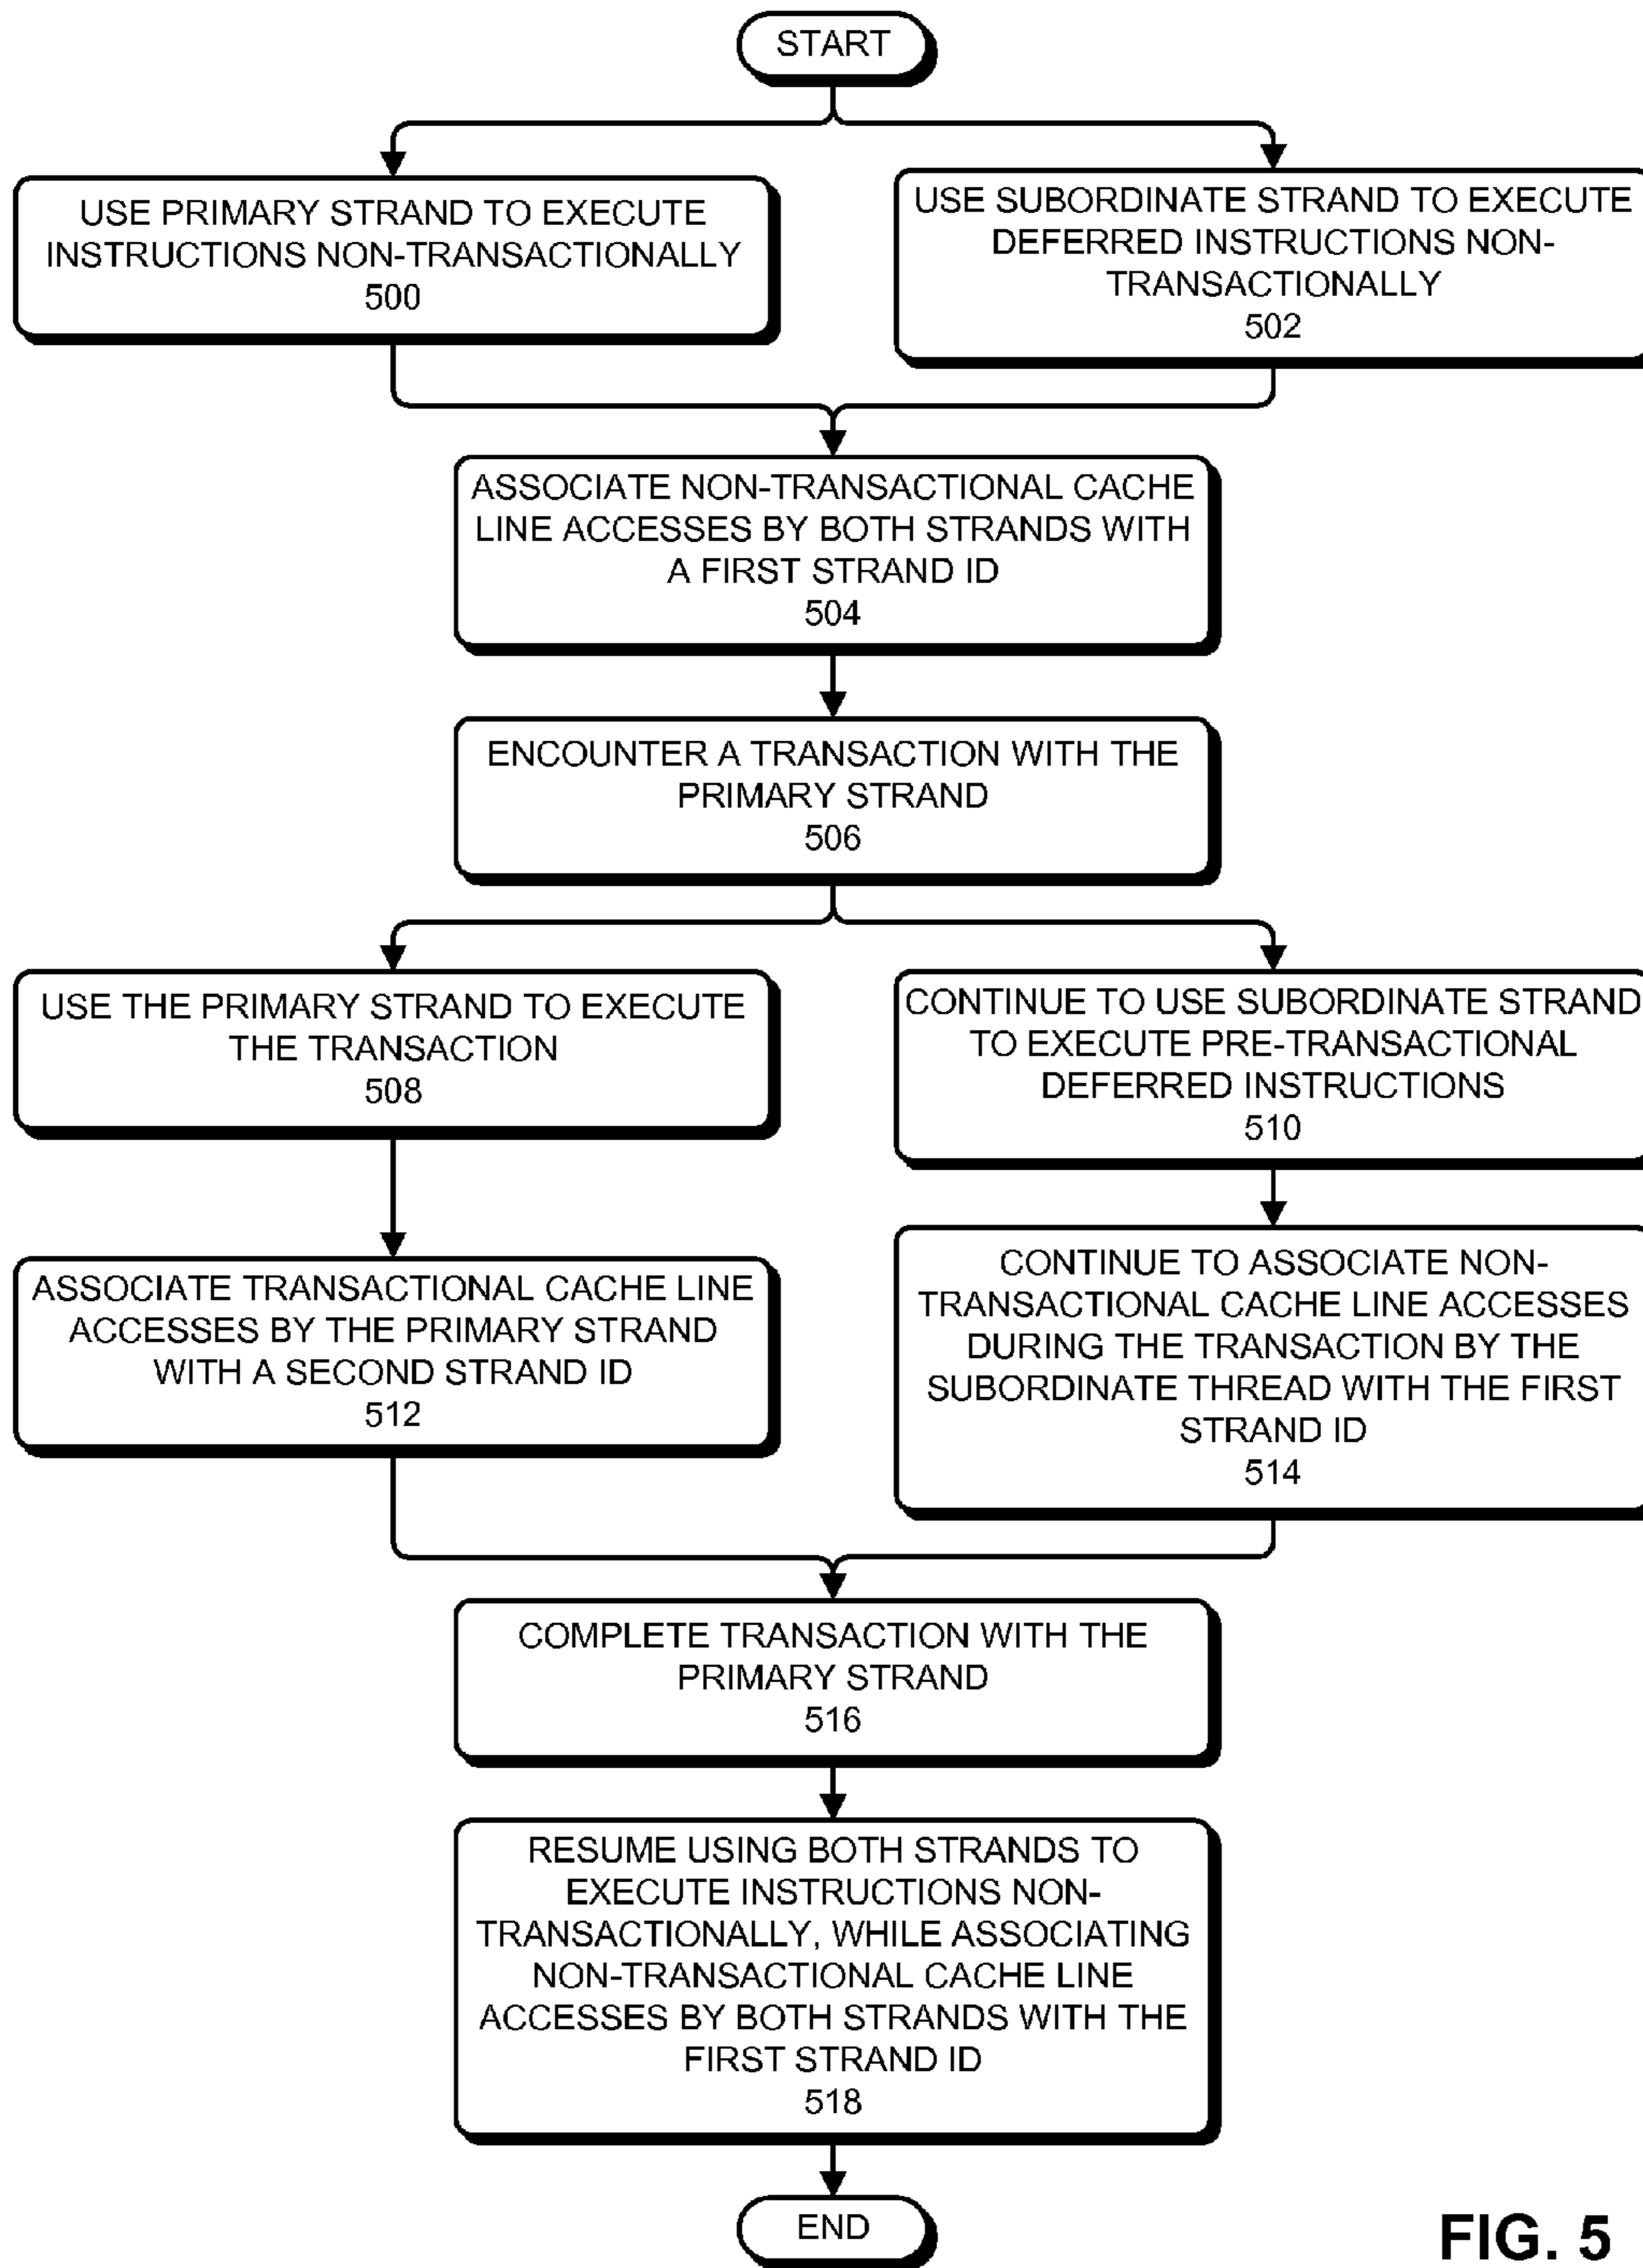 START
USE PRIMARY STRAND TO EXECUTE
INSTRUCTIONS NON-TRANSACTIONALLY
500
USE SUBORDINATE STRAND TO EXECUTE
DEFERRED INSTRUCTIONS NON-
TRANSACTIONALLY
502
ASSOCIATE NON-TRANSACTIONAL CACHE
LINE ACCESSES BY BOTH STRANDS WITH
A FIRST STRAND ID
504
ENCOUNTER A TRANSACTION WITH THE
PRIMARY STRAND
506
USE THE PRIMARY STRAND TO EXECUTE
THE TRANSACTION
508
CONTINUE TO USE SUBORDINATE STRAND
TO EXECUTE PRE-TRANSACTIONAL
DEFERRED INSTRUCTIONS
510
ASSOCIATE TRANSACTIONAL CACHE LINE
ACCESSES BY THE PRIMARY STRAND
WITH A SECOND STRAND ID
512
CONTINUE TO ASSOCIATE NON-
TRANSACTIONAL CACHE LINE ACCESSES
DURING THE TRANSACTION BY THE
SUBORDINATE THREAD WITH THE FIRST
STRAND ID
514
COMPLETE TRANSACTION WITH THE
PRIMARY STRAND
516
RESUME USING BOTH STRANDS TO
EXECUTE INSTRUCTIONS NON-
TRANSACTIONALLY, WHILE ASSOCIATING
NON-TRANSACTIONAL CACHE LINE
ACCESSES BY BOTH STRANDS WITH THE
FIRST STRAND ID
518
END
FIG. 5